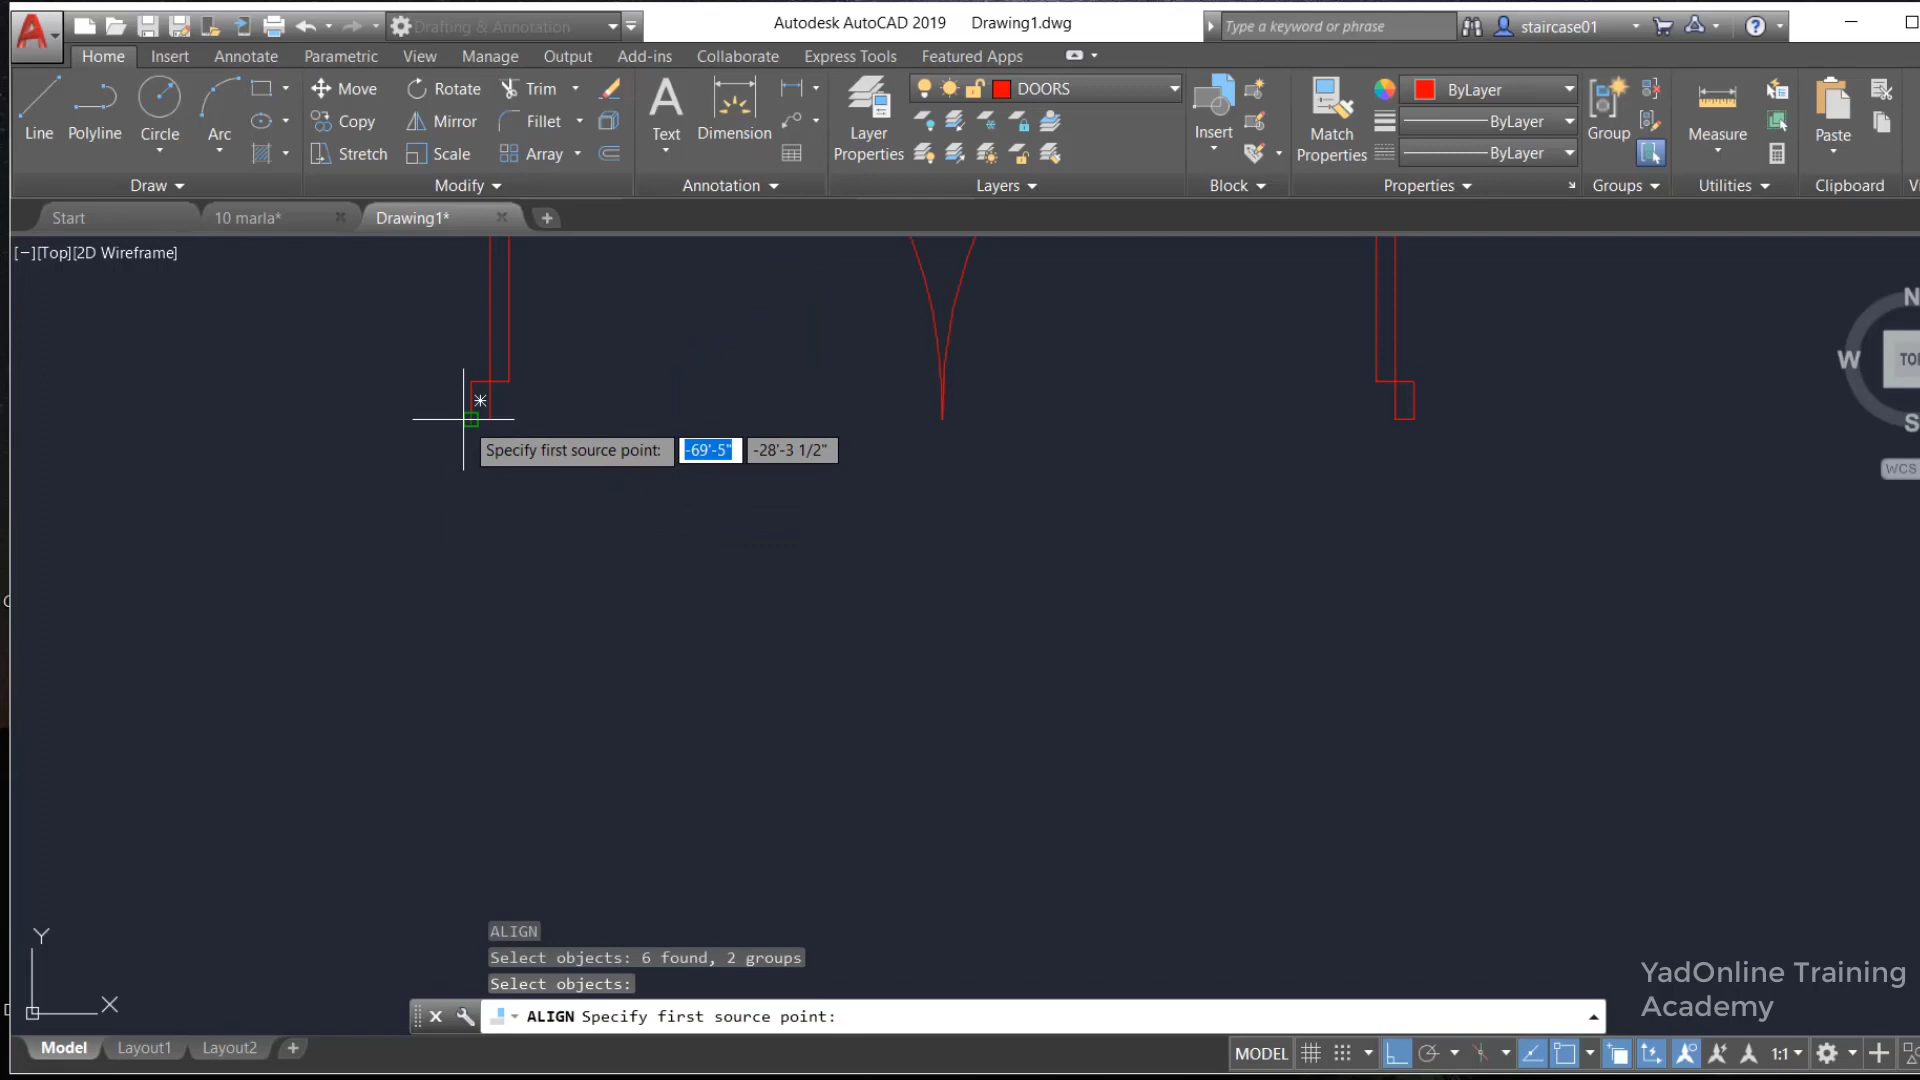 Drafting & Annotation
Autodesk AutoCAD 2019 Drawing1.dwg
Type a keyword or phrase
staircase01
Home Insert Annotate Parametric View Manage Output Add-ins Collaborate Express Tools Featured Apps
Line Polyline Circle Arc
Move Rotate Trim
Copy Mirror Fillet
Stretch Scale Array
Text Dimension
Layer Properties
DOORS
Insert
Match Properties
ByLayer
ByLayer
ByLayer
Group
Measure
Paste
Draw Modify Annotation Layers Block Properties Groups Utilities Clipboard
Start 10 marla* Drawing1*
[−][Top][2D Wireframe]
N
W
TOP
S
WCS
Specify first source point: -69'-5" -28'-3 1/2"
Y
X
ALIGN
Select objects: 6 found, 2 groups
Select objects:
ALIGN Specify first source point:
YadOnline Training
Academy
Model Layout1 Layout2
MODEL 1:1